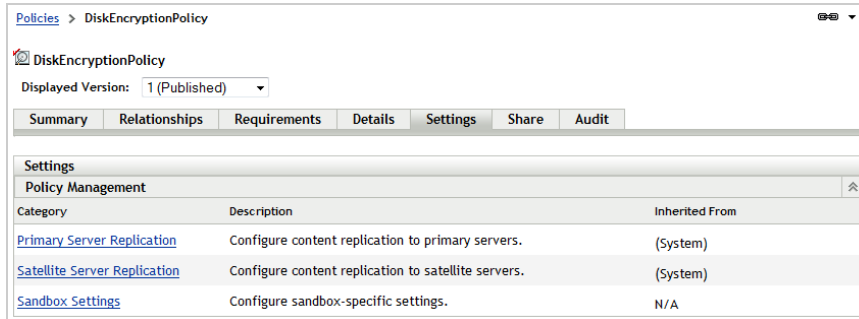 Policies > DiskEncryptionPolicy
DiskEncryptionPolicy
Displayed Version: 1 (Published)
Summary Relationships Requirements Details Settings Share Audit
Settings
Policy Management
Category Description Inherited From
Primary Server Replication Configure content replication to primary servers. (System)
Satellite Server Replication Configure content replication to satellite servers. (System)
Sandbox Settings Configure sandbox-specific settings. N/A